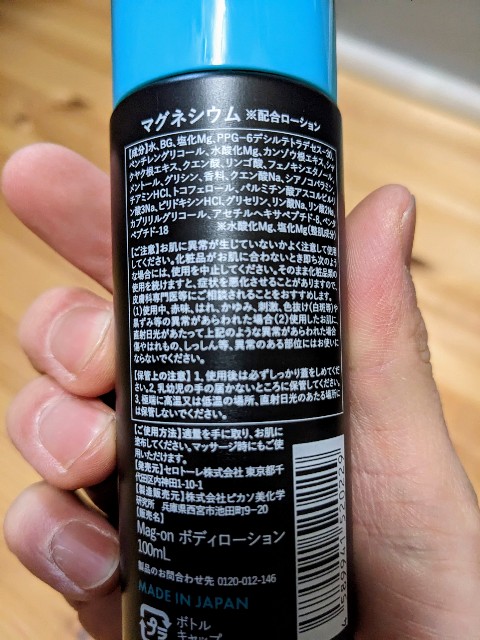 マグネシウム ※配合ローション
【成分】水、BG、塩化Mg、PPG-6デシルテトラデセス-30、
ペンチレングリコール、水酸化Mg、カンゾウ根エキス、シャ
クヤク根エキス、クエン酸、リンゴ酸、フェノキシエタノール、
メントール、グリシン、香料、クエン酸Na、シアノコバラミン、
チアミンHCl、トコフェロール、パルミチン酸アスコルビルリ
ン酸3Na、ピリドキシンHCl、グリセリン、リン酸Na、リン酸2Na、
カプリリルグリコール、アセチルヘキサペプチド-8、ペンタ
ペプチド-18 ※水酸化Mg、塩化Mg(整肌成分)
【ご注意】お肌に異常が生じていないかよく注意して使用
してください。化粧品がお肌に合わないとき即ち次のよう
な場合には、使用を中止してください。そのまま化粧品類の
使用を続けますと、症状を悪化させることがありますので、
皮膚科専門医等にご相談されることをおすすめします。
(1)使用中、赤味、はれ、かゆみ、刺激、色抜け(白斑等)や
黒ずみ等の異常があらわれた場合(2)使用したお肌に、
直射日光があたって上記のような異常があらわれた場合
傷やはれもの、しっしん等、異常のある部位にはお使いに
ならないでください。
【保管上の注意】1、使用後は必ずしっかり蓋をしめてくだ
さい。2、乳幼児の手の届かないところに保管してください。
3、極端に高温又は低温の場所、直射日光のあたる場所に
は保管しないでください。
【ご使用方法】適量を手に取り、お肌に
塗布してください。マッサージ時にもご使
用いただけます。
【発売元】セロトーレ株式会社 東京都千
代田区内神田1-10-1
【製造販売元】株式会社ピカソ美化学
研究所 兵庫県西宮市池田町9-20
【販売名】
Mag-on ボディローション
100mL
製品のお問合わせ先 0120-012-146
MADE IN JAPAN
プラ
ボトル
キャップ
4 589941 520229